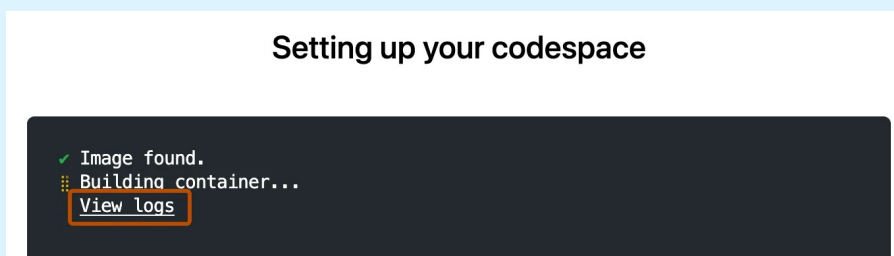 Setting up your codespace
✔ Image found.
⣿ Building container...
View logs